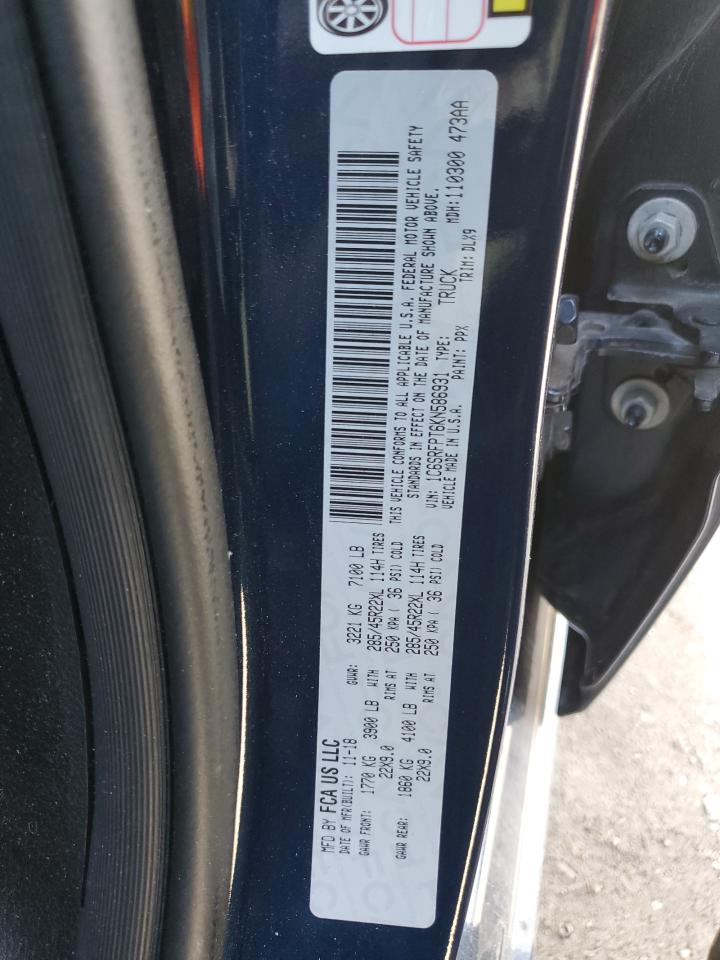 MFD BY FCA US LLC
DATE OF MFR(BUILT): 11-18 GVWR: 3221 KG 7100 LB
GAWR FRONT: 1770 KG 3900 LB WITH 285/45R22XL 114H TIRES
22X9.0 RIMS AT 250 KPA ( 36 PSI) COLD
GAWR REAR: 1860 KG 4100 LB WITH 285/45R22XL 114H TIRES
22X9.0 RIMS AT 250 KPA ( 36 PSI) COLD
THIS VEHICLE CONFORMS TO ALL APPLICABLE U.S.A. FEDERAL MOTOR VEHICLE SAFETY
STANDARDS IN EFFECT ON THE DATE OF MANUFACTURE SHOWN ABOVE.
VIN: 1C6SRFPT6KN586931 TYPE: TRUCK MDH: 110300 473AA
VEHICLE MADE IN U.S.A. PAINT: PPX TRIM: DLX9